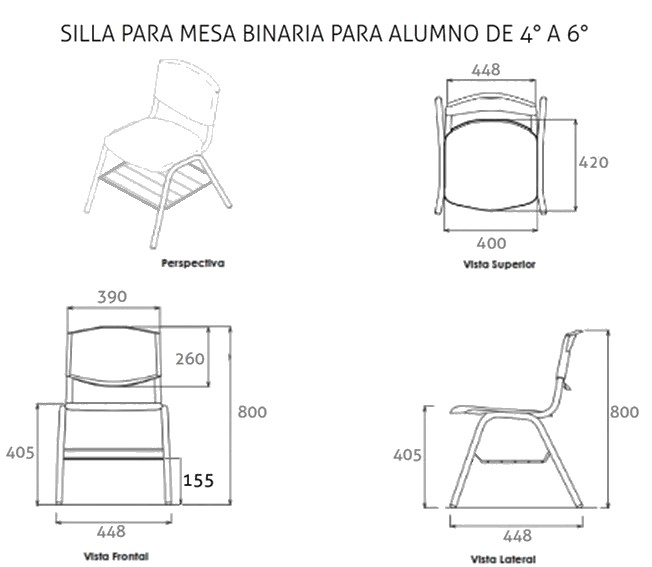 SILLA PARA MESA BINARIA PARA ALUMNO DE 4° A 6°
448
420
400
Perspectiva
Vista Superior
390
260
800
405
155
448
Vista Frontal
800
405
448
Vista Lateral